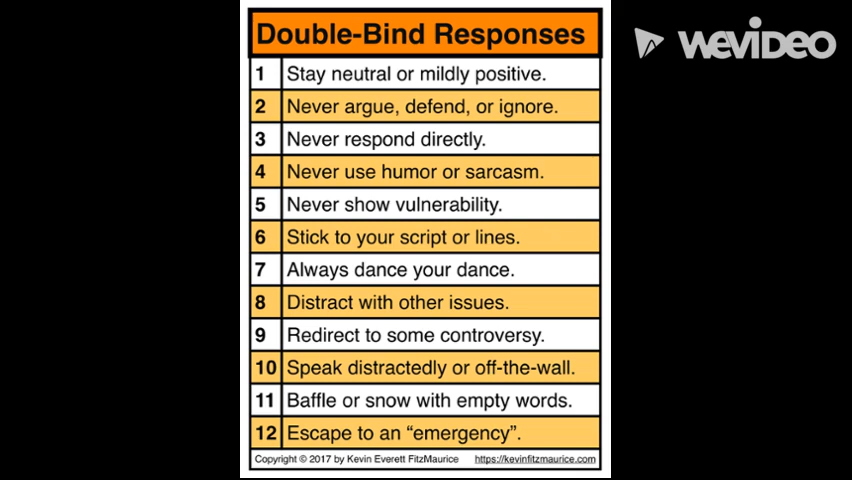 Double-Bind Responses
WEVIDEO
1 Stay neutral or mildly positive.
2 Never argue, defend, or ignore.
3 Never respond directly.
4 Never use humor or sarcasm.
5 Never show vulnerability.
6 Stick to your script or lines.
7 Always dance your dance.
8 Distract with other issues.
9 Redirect to some controversy.
10 Speak distractedly or off-the-wall.
11 Baffle or snow with empty words.
12 Escape to an “emergency”.
Copyright © 2017 by Kevin Everett FitzMaurice https://kevinfitzmaurice.com